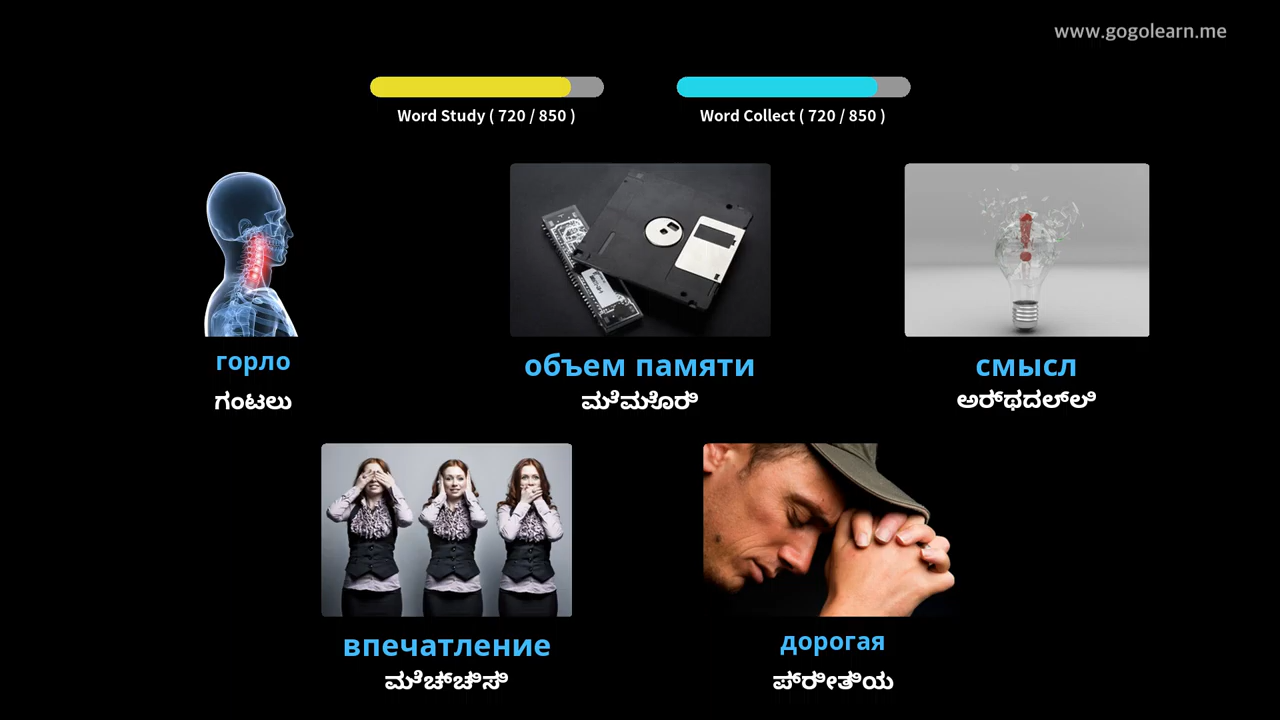 www.gogolearn.me
Word Study ( 720 / 850 )
Word Collect ( 720 / 850 )
горло
ಗಂಟಲು
объем памяти
ಮೆಮೊರಿ
смысл
ಅರ್ಥದಲ್ಲಿ
впечатление
ಮೆಚ್ಚಿಸಿ
дорогая
ಪ್ರೀತಿಯ